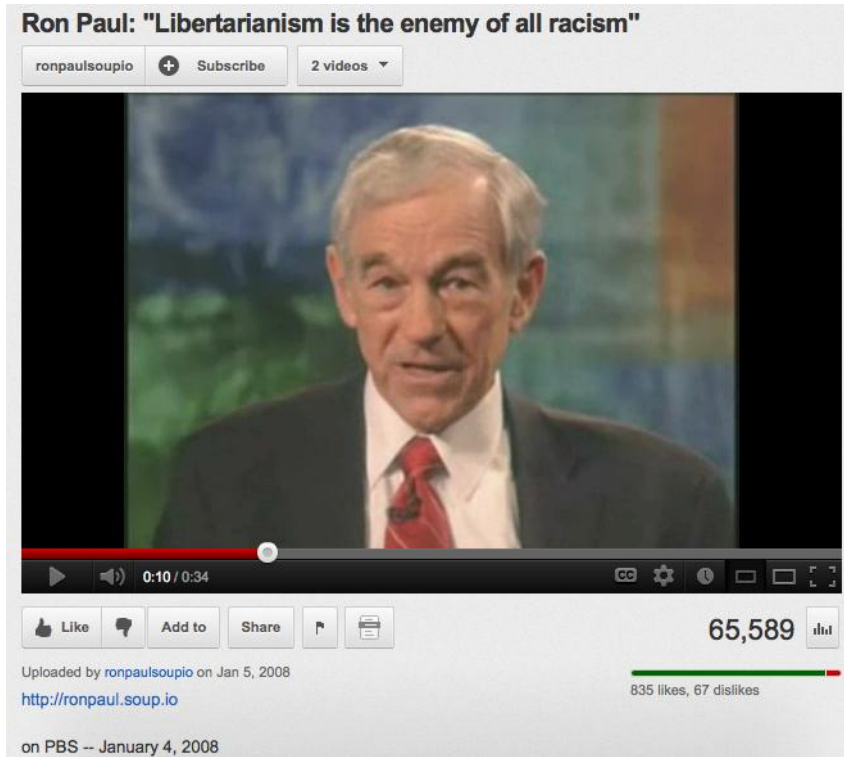 Ron Paul: "Libertarianism is the enemy of all racism"
ronpaulsoupio Subscribe 2 videos
0:10 / 0:34 CC
Like Add to Share 65,589
Uploaded by ronpaulsoupio on Jan 5, 2008
835 likes, 67 dislikes
http://ronpaul.soup.io
on PBS -- January 4, 2008